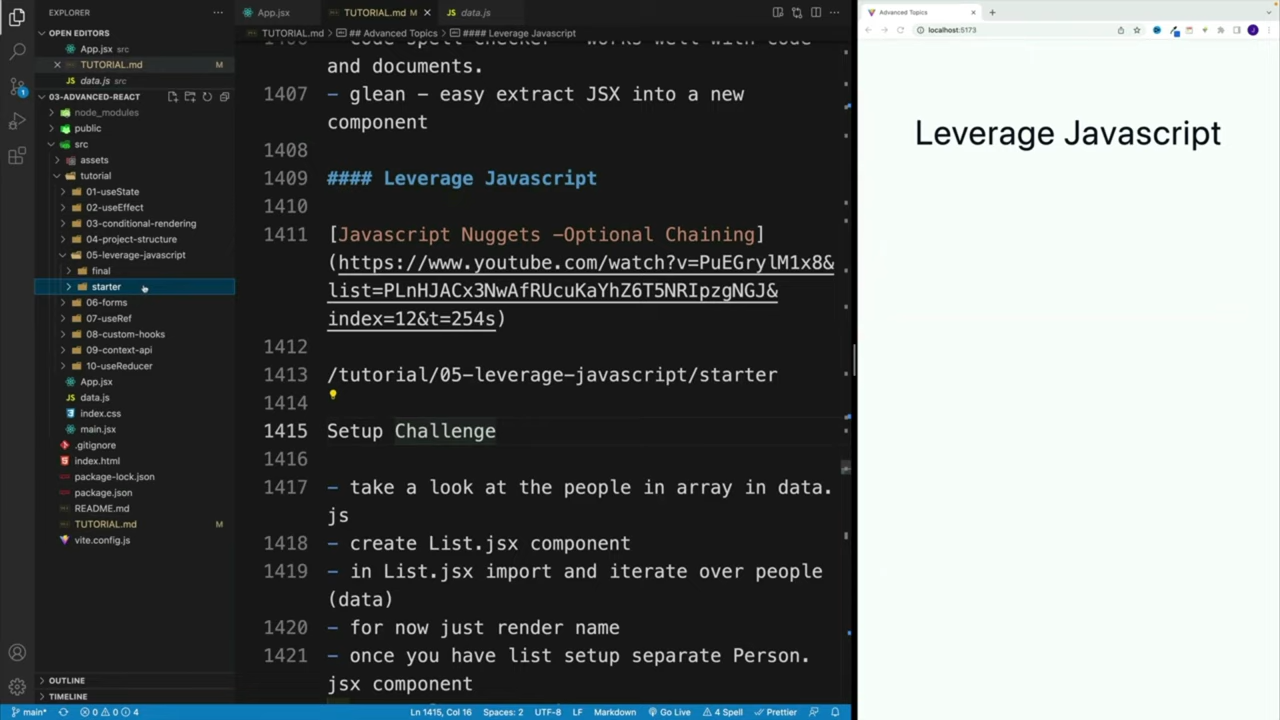 EXPLORER
OPEN EDITORS
App.jsx src
TUTORIAL.md M
data.js src
03-ADVANCED-REACT
node_modules
public
src
assets
tutorial
01-useState
02-useEffect
03-conditional-rendering
04-project-structure
05-leverage-javascript
final
starter
06-forms
07-useRef
08-custom-hooks
09-context-api
10-useReducer
App.jsx
data.js
index.css
main.jsx
.gitignore
index.html
package-lock.json
package.json
README.md
TUTORIAL.md M
vite.config.js
OUTLINE
TIMELINE
App.jsx TUTORIAL.md M data.js
TUTORIAL.md > ## Advanced Topics > #### Leverage Javascript
and documents.
1407 - glean - easy extract JSX into a new
component
1408
1409 #### Leverage Javascript
1410
1411 [Javascript Nuggets -Optional Chaining]
(https://www.youtube.com/watch?v=PuEGrylM1x8&
list=PLnHJACx3NwAfRUcuKaYhZ6T5NRIpzgNGJ&
index=12&t=254s)
1412
1413 /tutorial/05-leverage-javascript/starter
1414
1415 Setup Challenge
1416
1417 - take a look at the people in array in data.
js
1418 - create List.jsx component
1419 - in List.jsx import and iterate over people
(data)
1420 - for now just render name
1421 - once you have list setup separate Person.
jsx component
main* 0 0 4 Ln 1415, Col 16 Spaces: 2 UTF-8 LF Markdown Go Live 4 Spell Prettier
Advanced Topics
localhost:5173
J
Leverage Javascript